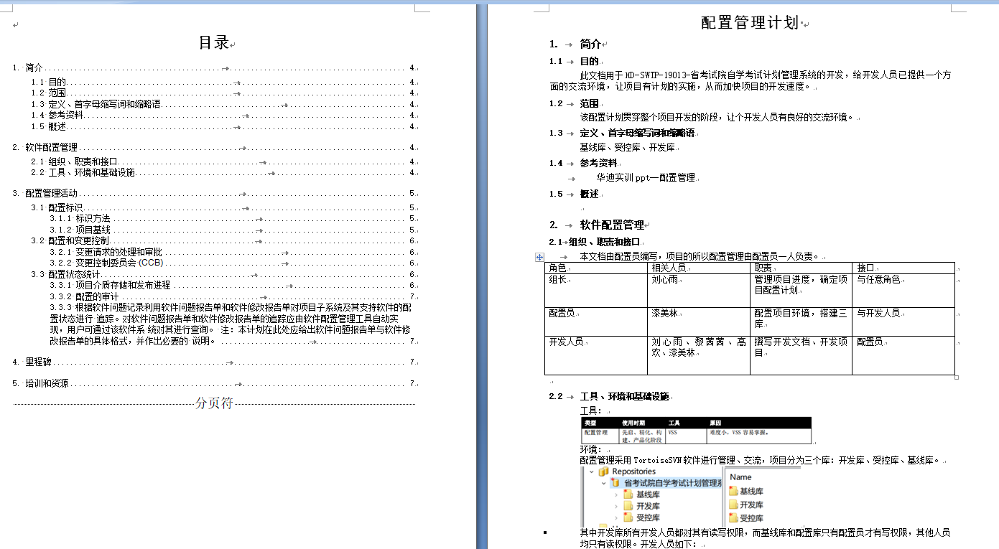 目录
1. 简介 4
1.1 目的 4
1.2 范围 4
1.3 定义、首字母缩写词和缩略语 4
1.4 参考资料 4
1.5 概述 4
2. 软件配置管理 4
2.1 组织、职责和接口 4
2.2 工具、环境和基础设施 4
3. 配置管理活动 5
3.1 配置标识 5
3.1.1 标识方法 5
3.1.2 项目基线 5
3.2 配置和变更控制 6
3.2.1 变更请求的处理和审批 6
3.2.2 变更控制委员会 (CCB) 6
3.3 配置状态统计 6
3.3.1 项目介质存储和发布进程 6
3.3.2 配置的审计 7
3.3.3 根据软件问题记录利用软件问题报告单和软件修改报告单对项目子系统及其支持软件的配
置状态进行 追踪。对软件问题报告单和软件修改报告单的追踪应由软件配置管理工具自动实
现，用户可通过该软件系 统对其进行查询。 注：本计划在此处应给出软件问题报告单与软件修
改报告单的具体格式，并作出必要的 说明。 7
4. 里程碑 7
5. 培训和资源 7
分页符
配置管理计划
1. 简介
1.1 目的
此文档用于 HD-SWTP-19013-省考试院自学考试计划管理系统的开发，给开发人员已提供一个方
面的交流环境，让项目有计划的实施，从而加快项目的开发速度。
1.2 范围
该配置计划贯穿整个项目开发的阶段，让个开发人员有良好的交流环境。
1.3 定义、首字母缩写词和缩略语
基线库、受控库、开发库
1.4 参考资料
华迪实训 ppt—配置管理
1.5 概述
2. 软件配置管理
2.1 组织、职责和接口
本文档由配置员编写，项目的所以配置管理由配置员一人负责。
角色 相关人员 职责 接口
组长 刘心雨 管理项目进度，确定项 与任意角色
目配置计划
配置员 漆美林 配置项目环境，搭建三 与开发人员
库
开发人员 刘心雨、黎茜茜、高 撰写开发文档、开发项 配置员
欢、漆美林 目
2.2 工具、环境和基础设施
工具：
类型 使用时期 工具 原因
配置管理 先启、精化、构 VSS 难度小，VSS 容易掌握。
建、产品化阶段
环境：
配置管理采用 TortoiseSVN 软件进行管理、交流，项目分为三个库：开发库、受控库、基线库。
Repositories Name
省考试院自学考试计划管理系
基线库 基线库
开发库 开发库
受控库 受控库
其中开发库所有开发人员都对其有读写权限，而基线库和配置库只有配置员才有写权限，其他人员
均只有读权限。开发人员如下：